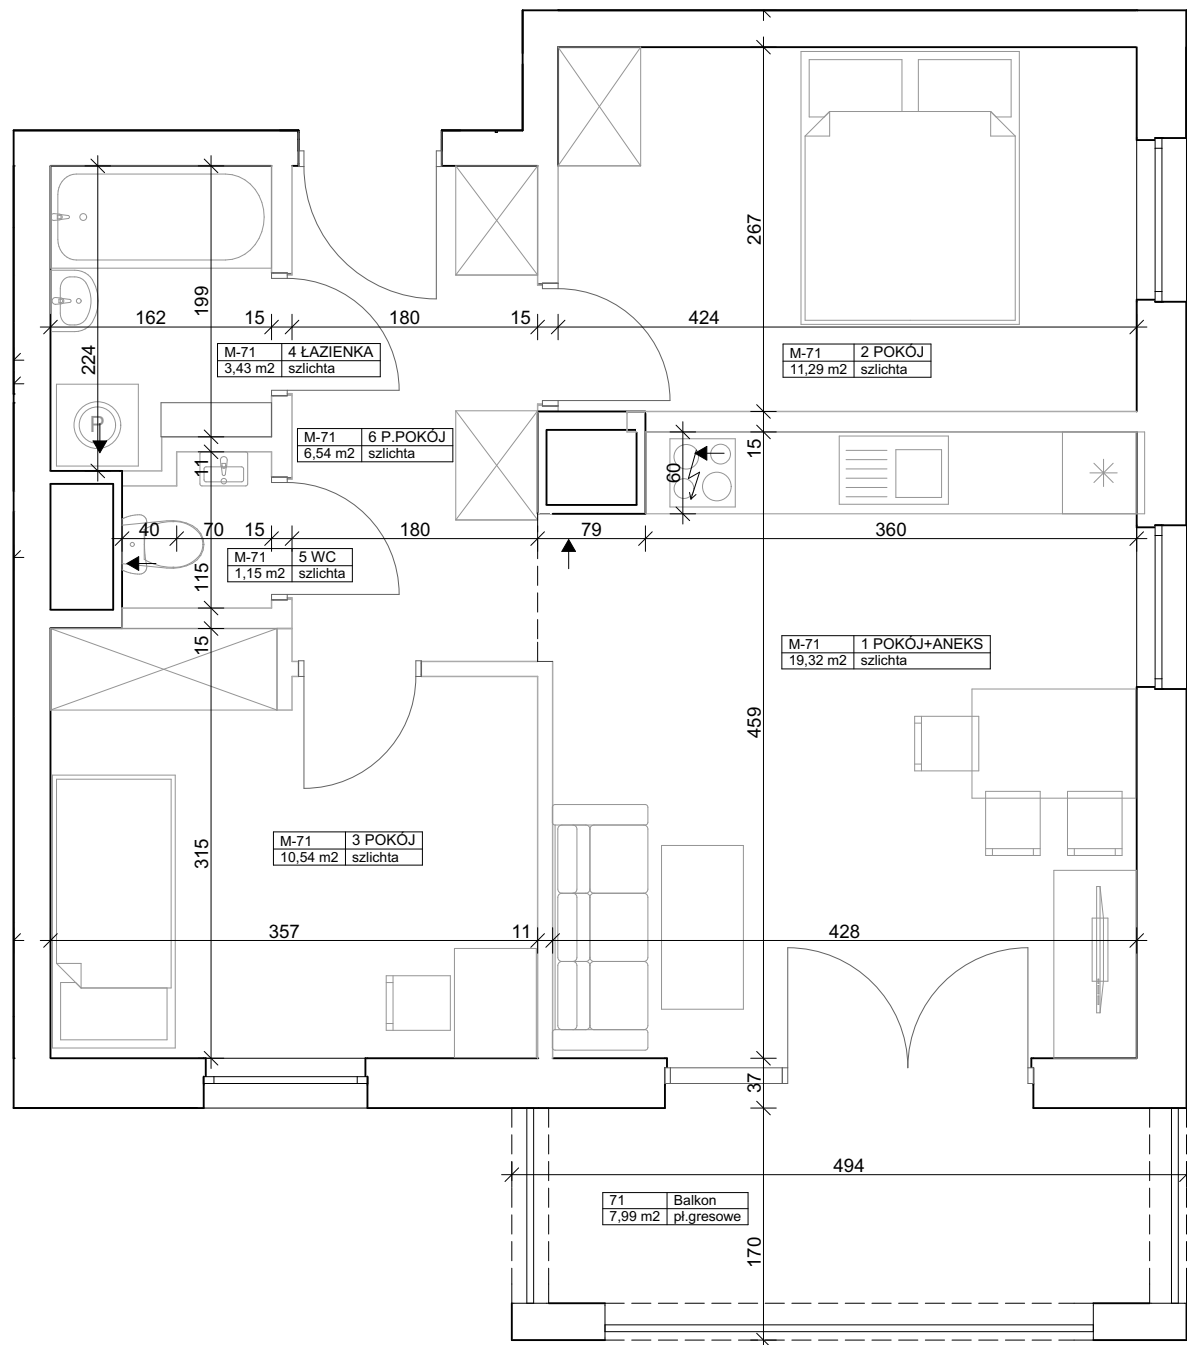 267
199
162
15
180
15
424
224
M-71 4 ŁAZIENKA
3,43 m2 szlichta
M-71 2 POKÓJ
11,29 m2 szlichta
P
M-71 6 P.POKÓJ
6,54 m2 szlichta
15
11
60
40
70
15
180
79
360
M-71 5 WC
1,15 m2 szlichta
115
15
M-71 1 POKÓJ+ANEKS
19,32 m2 szlichta
459
M-71 3 POKÓJ
10,54 m2 szlichta
315
357
11
428
37
494
71 Balkon
7,99 m2 pł.gresowe
170